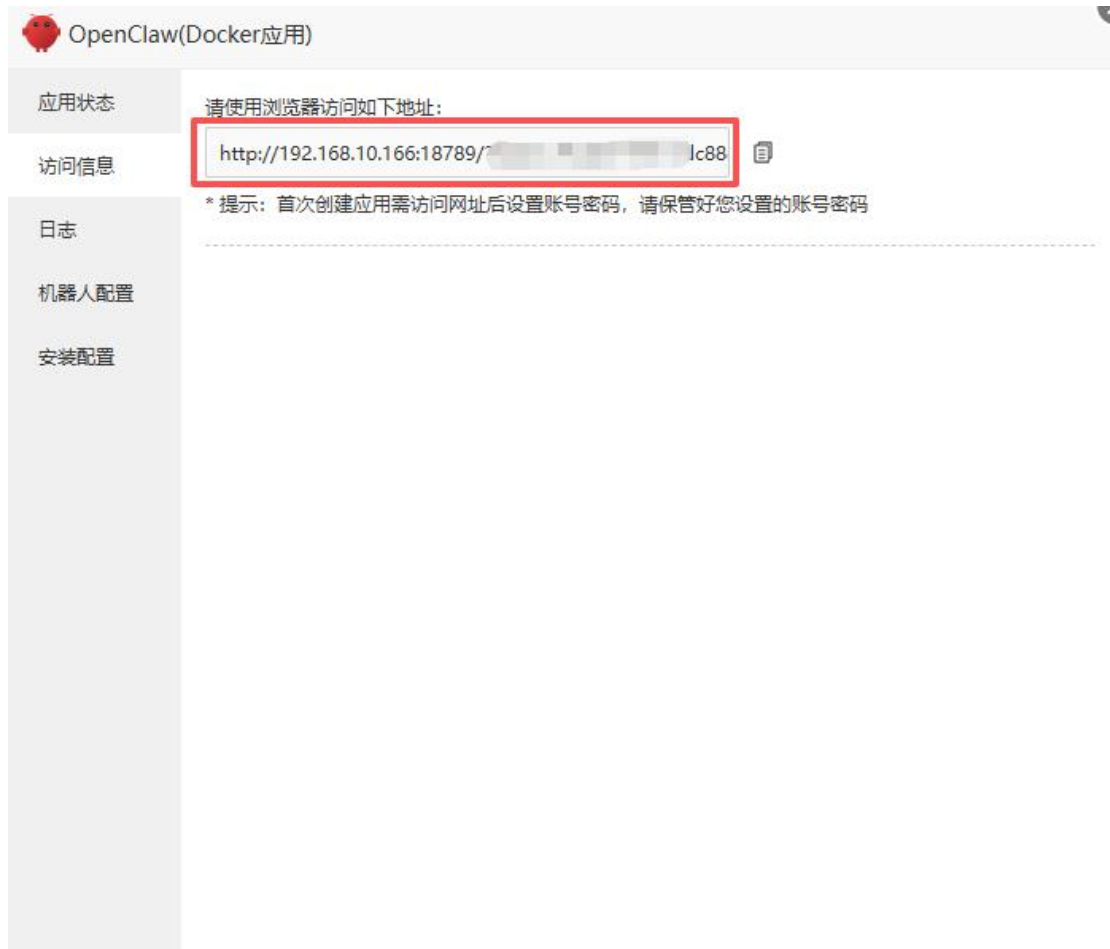 OpenClaw(Docker应用)
应用状态
访问信息
日志
机器人配置
安装配置
请使用浏览器访问如下地址：
http://192.168.10.166:18789/
* 提示：首次创建应用需访问网址后设置账号密码，请保管好您设置的账号密码